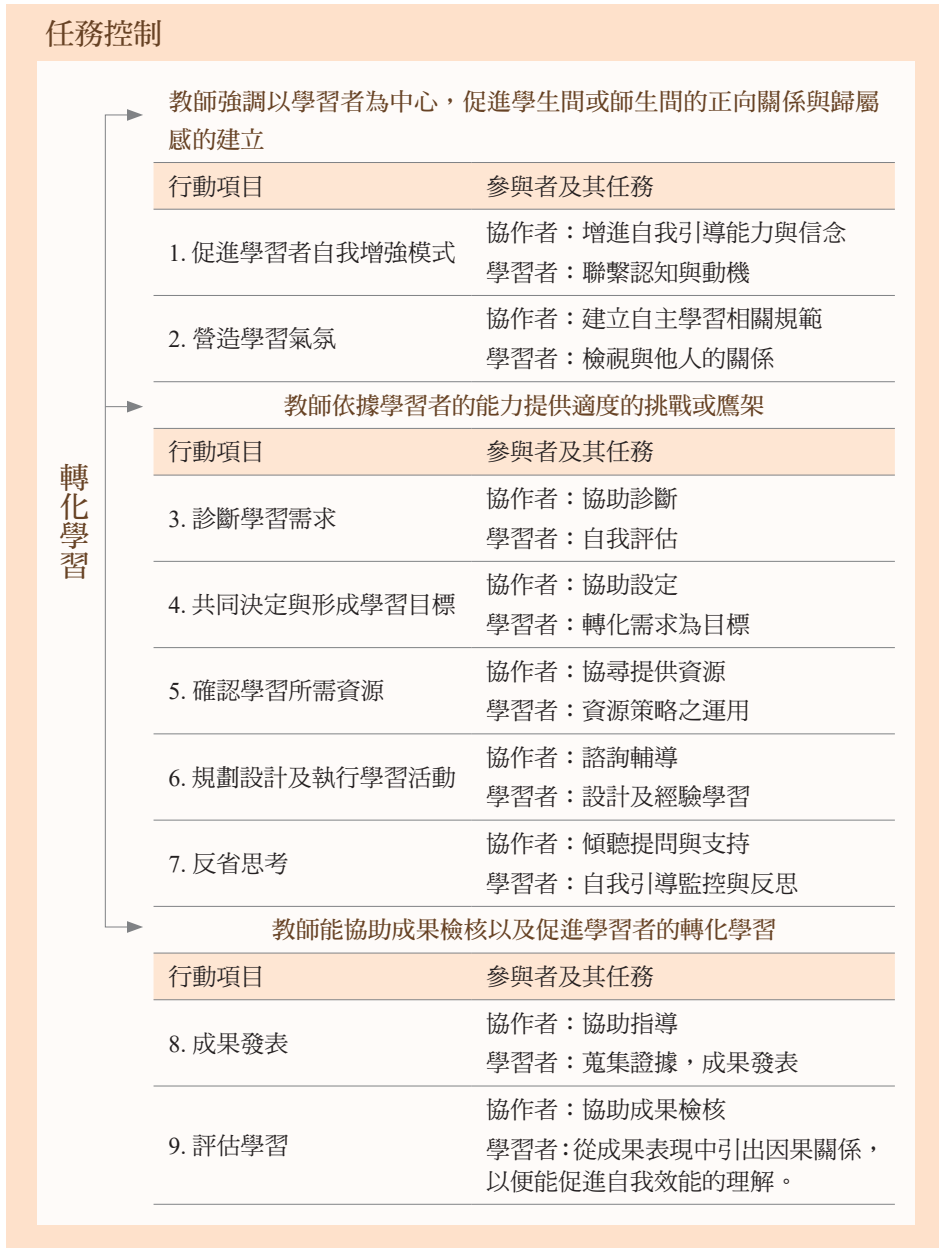 任務控制
教師強調以學習者為中心，促進學生間或師生間的正向關係與歸屬
感的建立
行動項目 參與者及其任務
1. 促進學習者自我增強模式
協作者：增進自我引導能力與信念
學習者：聯繫認知與動機
2. 營造學習氣氛
協作者：建立自主學習相關規範
學習者：檢視與他人的關係
教師依據學習者的能力提供適度的挑戰或鷹架
行動項目 參與者及其任務
3. 診斷學習需求
協作者：協助診斷
學習者：自我評估
4. 共同決定與形成學習目標
協作者：協助設定
學習者：轉化需求為目標
5. 確認學習所需資源
協作者：協尋提供資源
學習者：資源策略之運用
6. 規劃設計及執行學習活動
協作者：諮詢輔導
學習者：設計及經驗學習
7. 反省思考
協作者：傾聽提問與支持
學習者：自我引導監控與反思
教師能協助成果檢核以及促進學習者的轉化學習
行動項目 參與者及其任務
8. 成果發表
協作者：協助指導
學習者：蒐集證據，成果發表
9. 評估學習
協作者：協助成果檢核
學習者：從成果表現中引出因果關係，
以便能促進自我效能的理解。
轉化學習